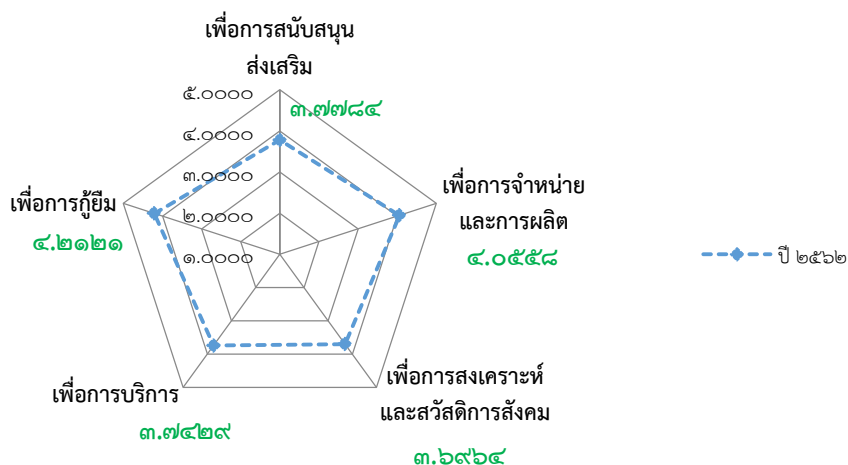 เพื่อการสนับสนุน
ส่งเสริม
๓.๗๗๘๔
๕.๐๐๐๐
๔.๐๐๐๐
๓.๐๐๐๐
๒.๐๐๐๐
๑.๐๐๐๐
เพื่อการจำหน่าย
และการผลิต
๔.๐๕๕๘
เพื่อการสงเคราะห์
และสวัสดิการสังคม
๓.๖๙๖๔
เพื่อการบริการ
๓.๗๔๒๙
เพื่อการกู้ยืม
๔.๒๑๒๑
ปี ๒๕๖๒